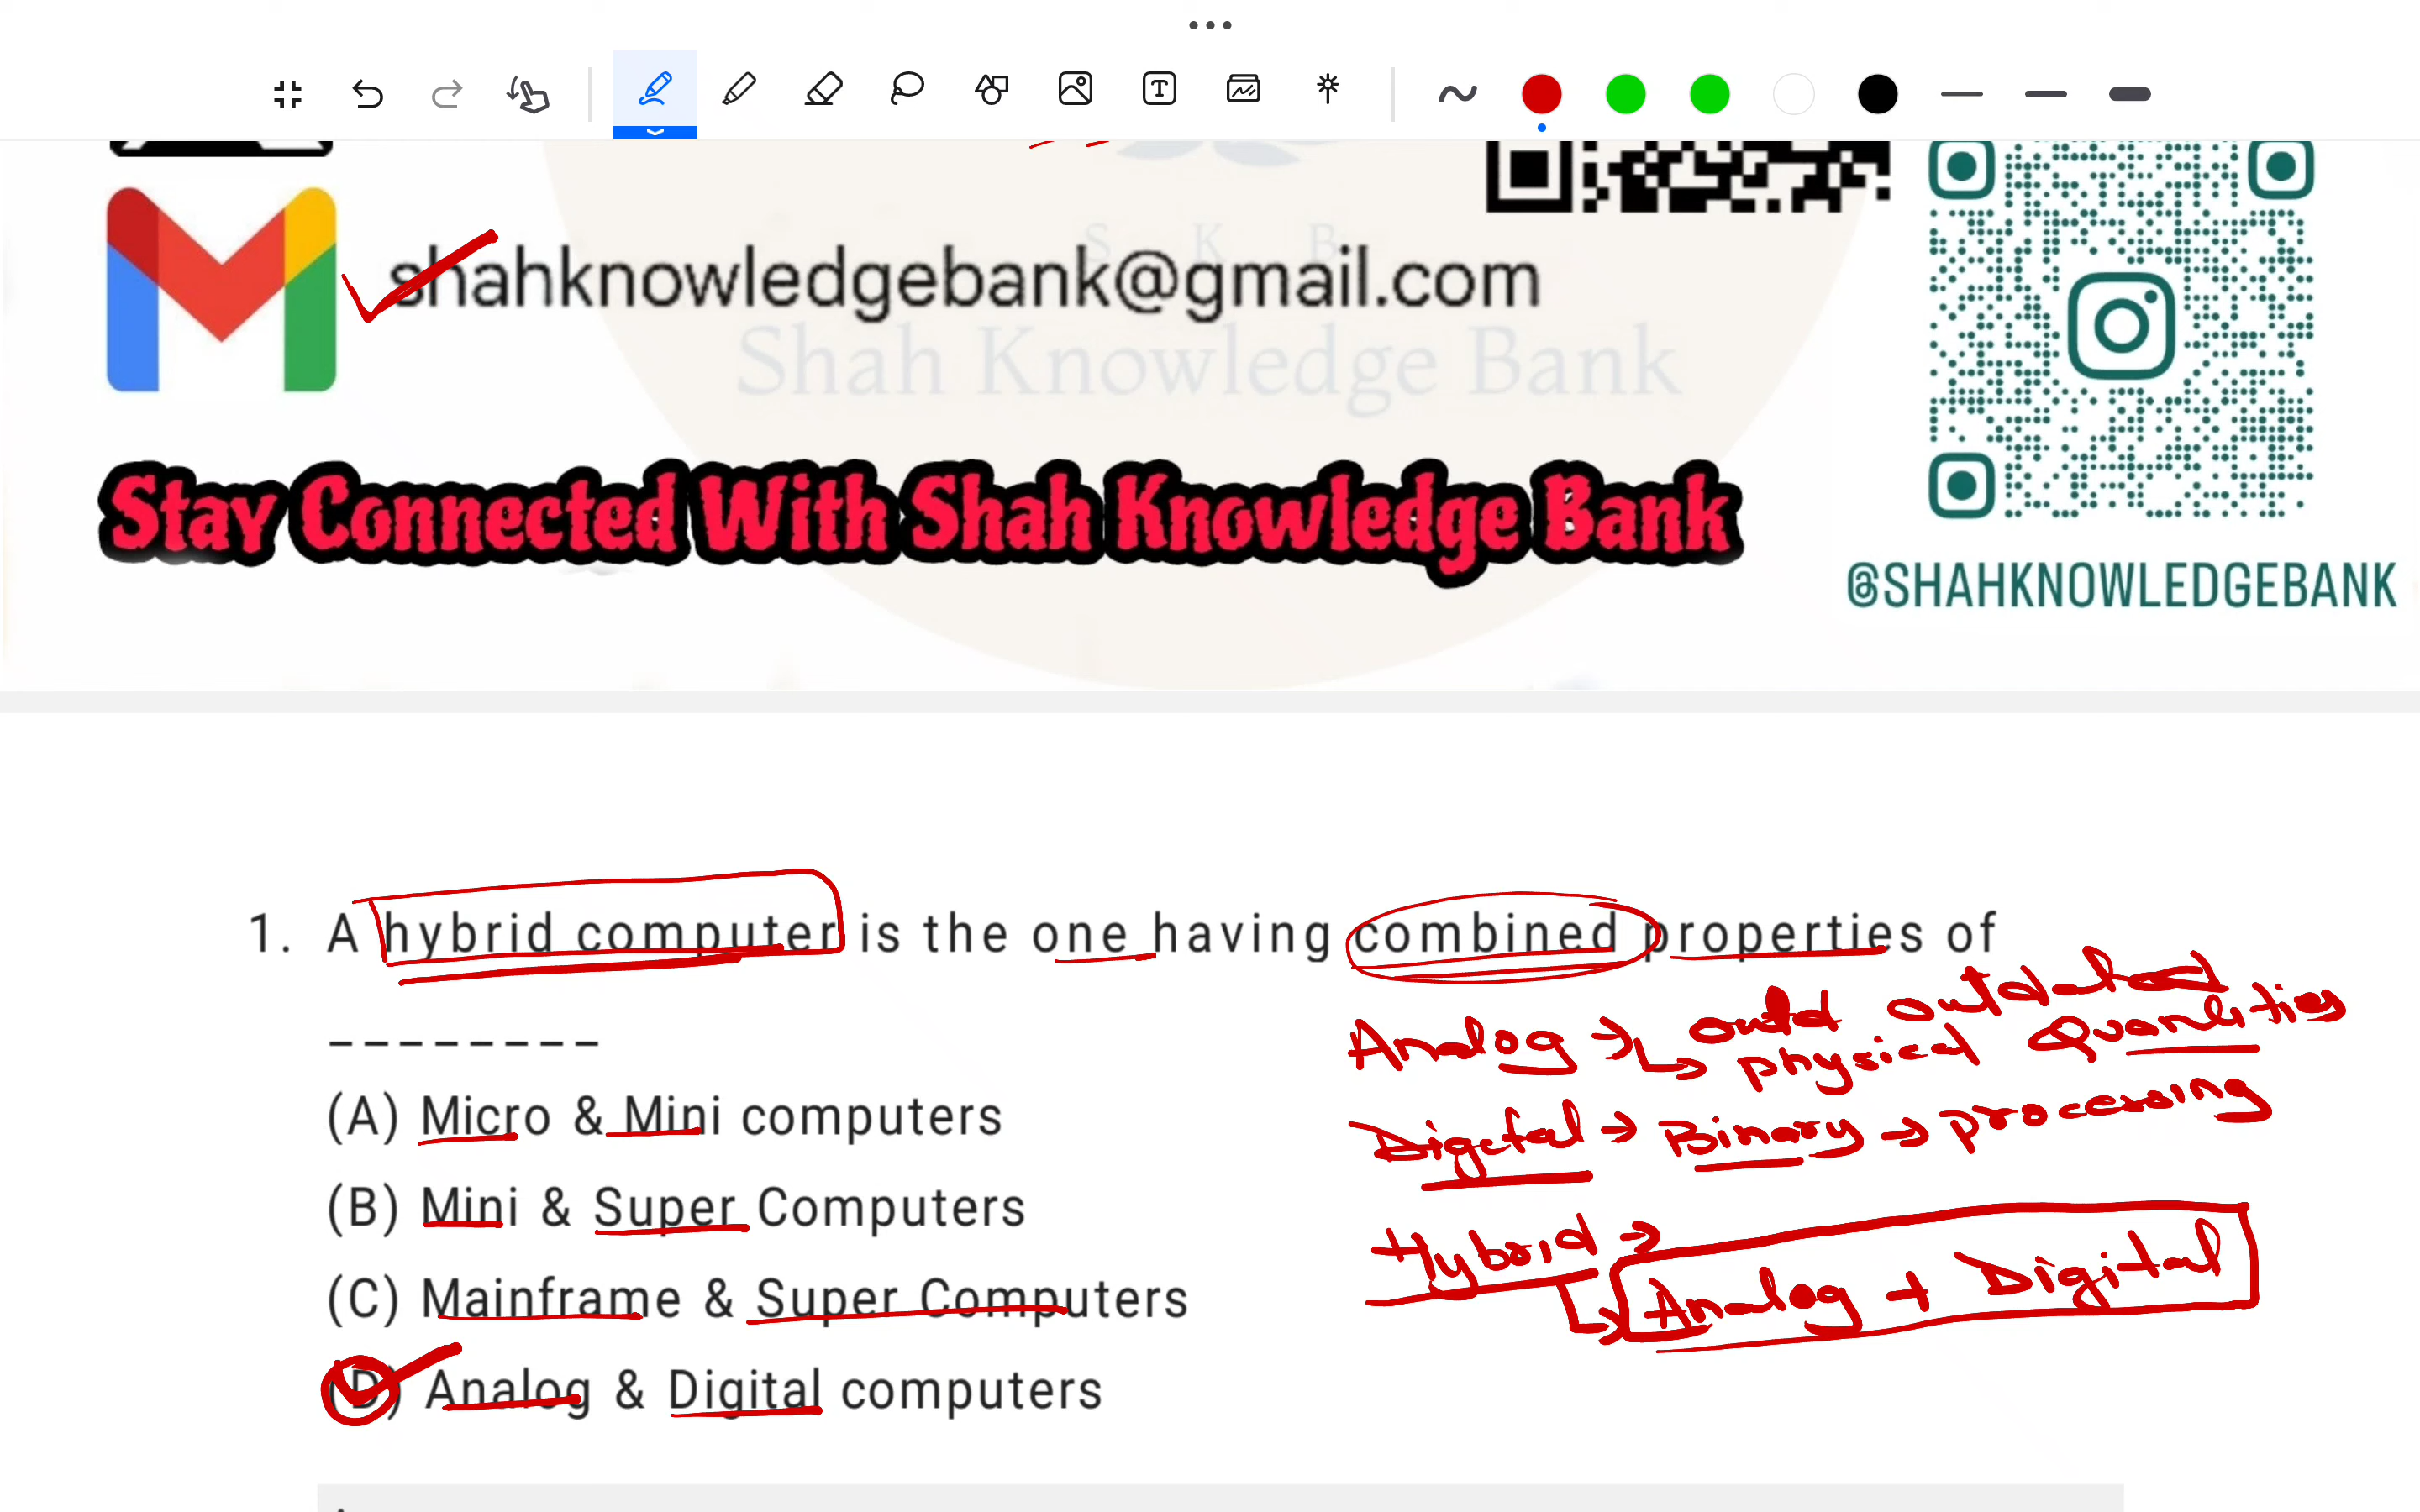 S K B
shahknowledgebank@gmail.com
Shah Knowledge Bank
Stay Connected With Shah Knowledge Bank
@SHAHKNOWLEDGEBANK
1. A hybrid computer is the one having combined properties of
--------
(A) Micro & Mini computers
(B) Mini & Super Computers
(C) Mainframe & Super Computers
(D) Analog & Digital computers
Analog → outdated
↳ physical Quantities
Digital → Binary → processing
Hybrid →
↳ Analog + Digital